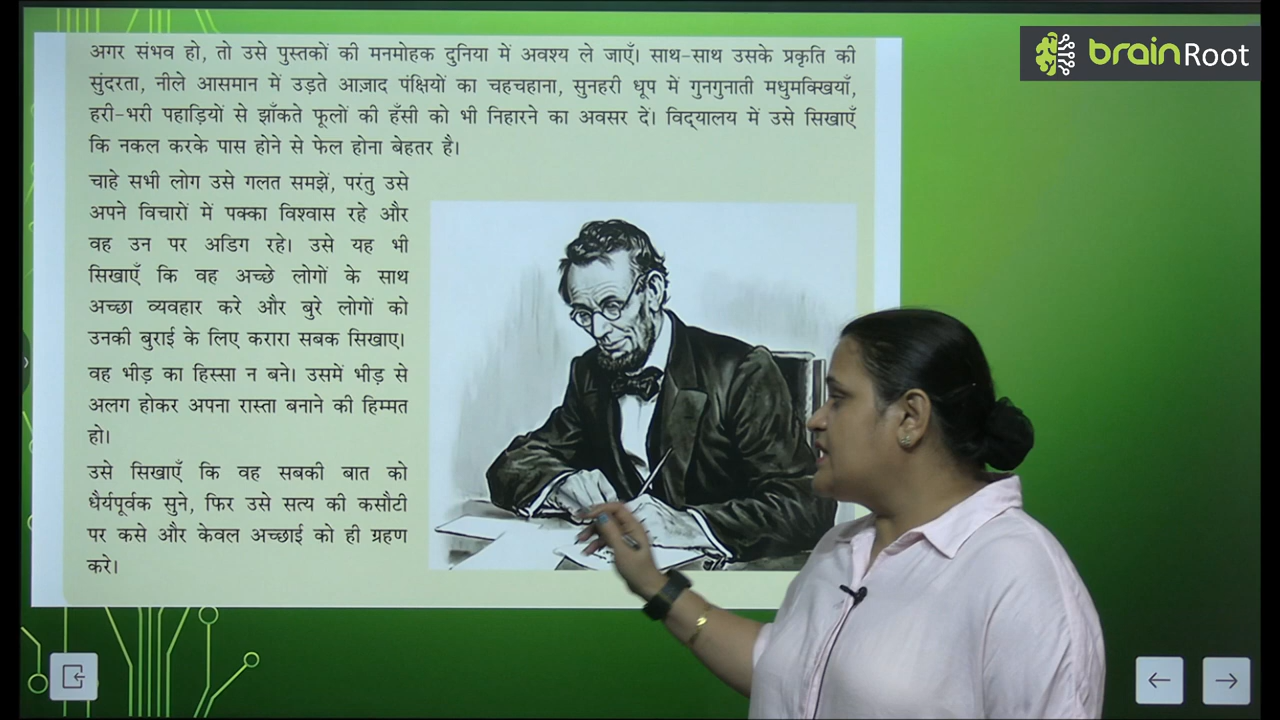 brainRoot
अगर संभव हो, तो उसे पुस्तकों की मनमोहक दुनिया में अवश्य ले जाएँ। साथ-साथ उसके प्रकृति की
सुंदरता, नीले आसमान में उड़ते आज़ाद पंक्षियों का चहचहाना, सुनहरी धूप में गुनगुनाती मधुमक्खियाँ,
हरी-भरी पहाड़ियों से झाँकते फूलों की हँसी को भी निहारने का अवसर दें। विद्यालय में उसे सिखाएँ
कि नकल करके पास होने से फेल होना बेहतर है।
चाहे सभी लोग उसे गलत समझें, परंतु उसे
अपने विचारों में पक्का विश्वास रहे और
वह उन पर अडिग रहे। उसे यह भी
सिखाएँ कि वह अच्छे लोगों के साथ
अच्छा व्यवहार करे और बुरे लोगों को
उनकी बुराई के लिए करारा सबक सिखाए।
वह भीड़ का हिस्सा न बने। उसमें भीड़ से
अलग होकर अपना रास्ता बनाने की हिम्मत
हो।
उसे सिखाएँ कि वह सबकी बात को
धैर्यपूर्वक सुने, फिर उसे सत्य की कसौटी
पर कसे और केवल अच्छाई को ही ग्रहण
करे।